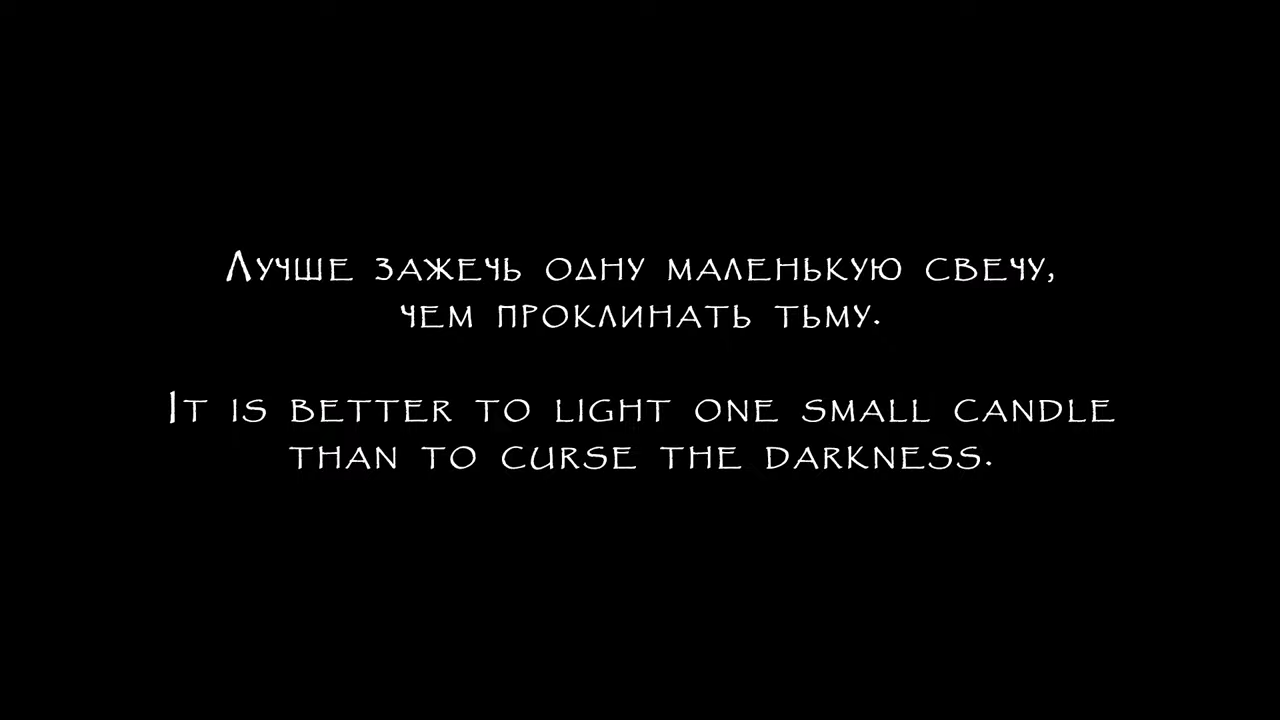 Лучше зажечь одну маленькую свечу,
чем проклинать тьму.
It is better to light one small candle
than to curse the darkness.